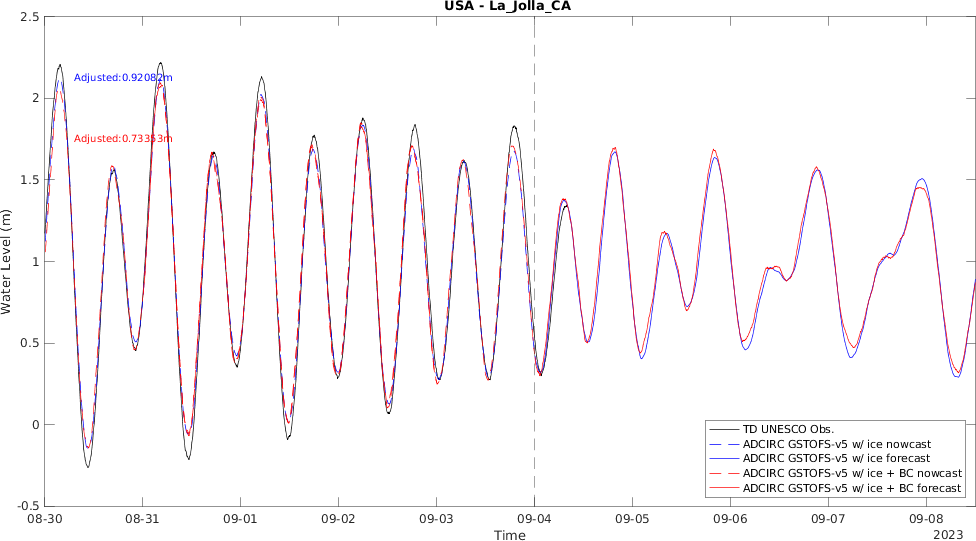 USA - La_Jolla_CA
2.5
2
1.5
1
0.5
0
-0.5
Water Level (m)
Adjusted:0.92082m
Adjusted:0.73353m
TD UNESCO Obs.
ADCIRC GSTOFS-v5 w/ ice nowcast
ADCIRC GSTOFS-v5 w/ ice forecast
ADCIRC GSTOFS-v5 w/ ice + BC nowcast
ADCIRC GSTOFS-v5 w/ ice + BC forecast
08-30 08-31 09-01 09-02 09-03 09-04 09-05 09-06 09-07 09-08
Time
2023